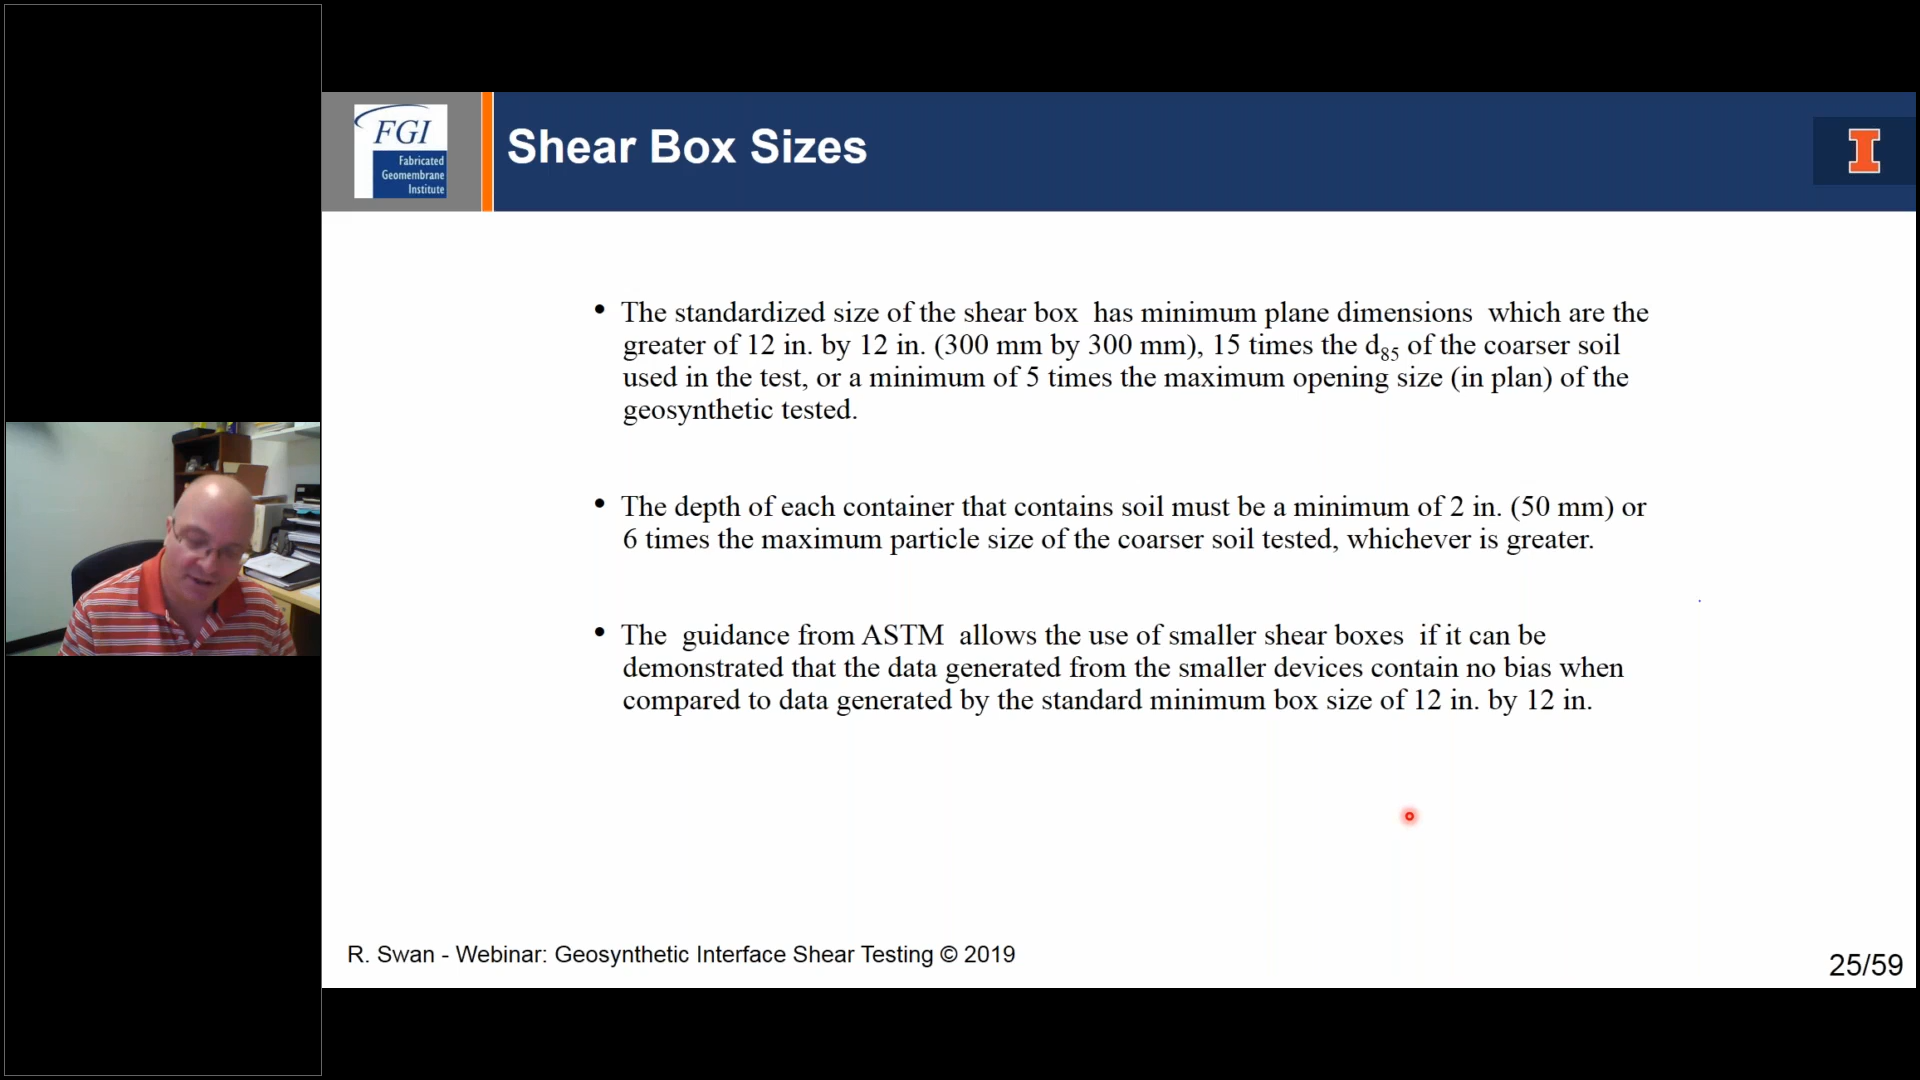 FGI
Fabricated
Geomembrane
Institute
Shear Box Sizes
I
• The standardized size of the shear box has minimum plane dimensions which are the
greater of 12 in. by 12 in. (300 mm by 300 mm), 15 times the d85 of the coarser soil
used in the test, or a minimum of 5 times the maximum opening size (in plan) of the
geosynthetic tested.
• The depth of each container that contains soil must be a minimum of 2 in. (50 mm) or
6 times the maximum particle size of the coarser soil tested, whichever is greater.
• The guidance from ASTM allows the use of smaller shear boxes if it can be
demonstrated that the data generated from the smaller devices contain no bias when
compared to data generated by the standard minimum box size of 12 in. by 12 in.
R. Swan - Webinar: Geosynthetic Interface Shear Testing © 2019
25/59